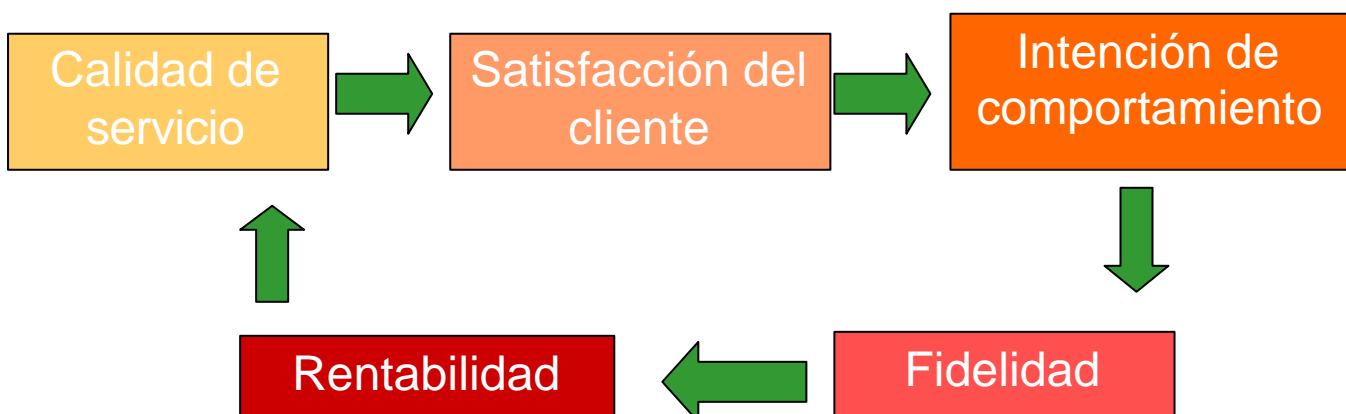 Calidad de
servicio
Satisfacción del
cliente
Intención de
comportamiento
Rentabilidad
Fidelidad